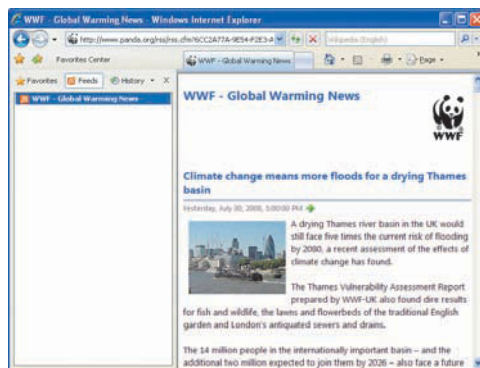 WWF - Global Warming News - Windows Internet Explorer
http://www.panda.org/rss/rss.cfm?6CC2A77A-9E54-F2E3-A
Wikipedia (English)
Favorites Center
WWF - Global Warming News
Page
Favorites Feeds History X
WWF - Global Warming News
WWF - Global Warming News
WWF
Climate change means more floods for a drying Thames
basin
Yesterday, July 30, 2008, 5:00:00 PM
A drying Thames river basin in the UK would
still face five times the current risk of flooding
by 2080, a recent assessment of the effects of
climate change has found.
The Thames Vulnerability Assessment Report
prepared by WWF-UK also found dire results
for fish and wildlife, the lawns and flowerbeds of the traditional English
garden and London's antiquated sewers and drains.
The 14 million people in the internationally important basin – and the
additional two million expected to join them by 2026 – also face a future